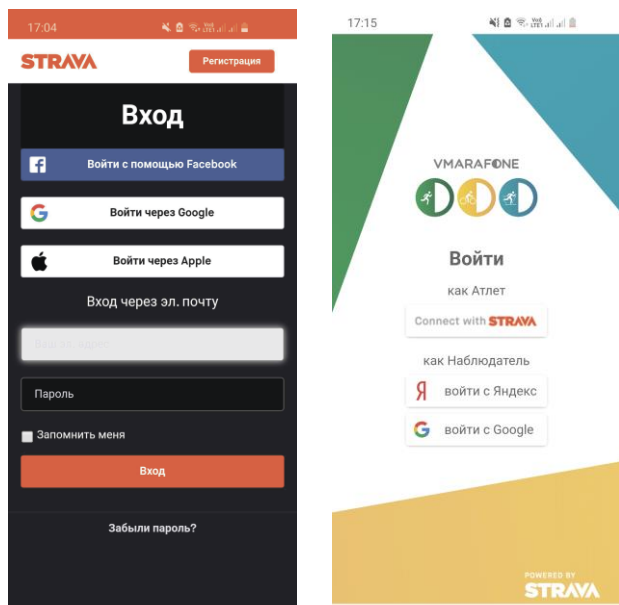 17:04
STRAVA
Регистрация
Вход
Войти с помощью Facebook
Войти через Google
Войти через Apple
Вход через эл. почту
Пароль
Запомнить меня
Вход
Забыли пароль?
17:15
VMARAFONE
Войти
как Атлет
Connect with STRAVA
как Наблюдатель
войти с Яндекс
войти с Google
POWERED BY
STRAVA